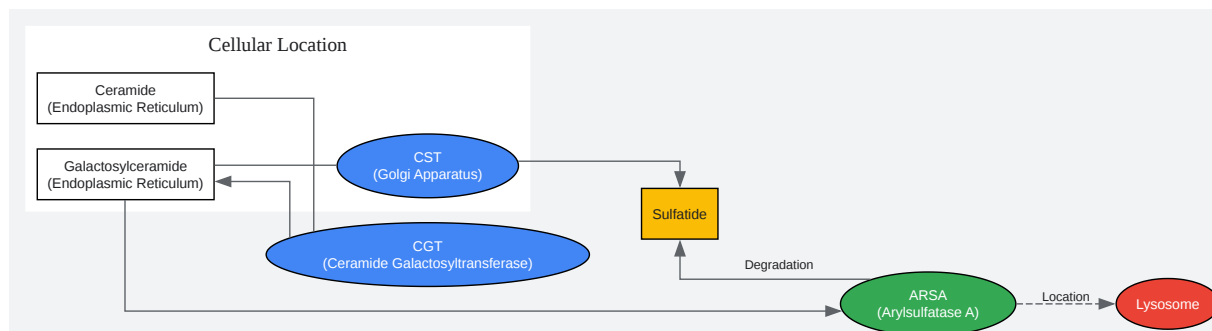 Cellular Location
Ceramide
(Endoplasmic Reticulum)
Galactosylceramide
(Endoplasmic Reticulum)
CST
(Golgi Apparatus)
CGT
(Ceramide Galactosyltransferase)
Sulfatide
Degradation
ARSA
(Arylsulfatase A)
Location
Lysosome